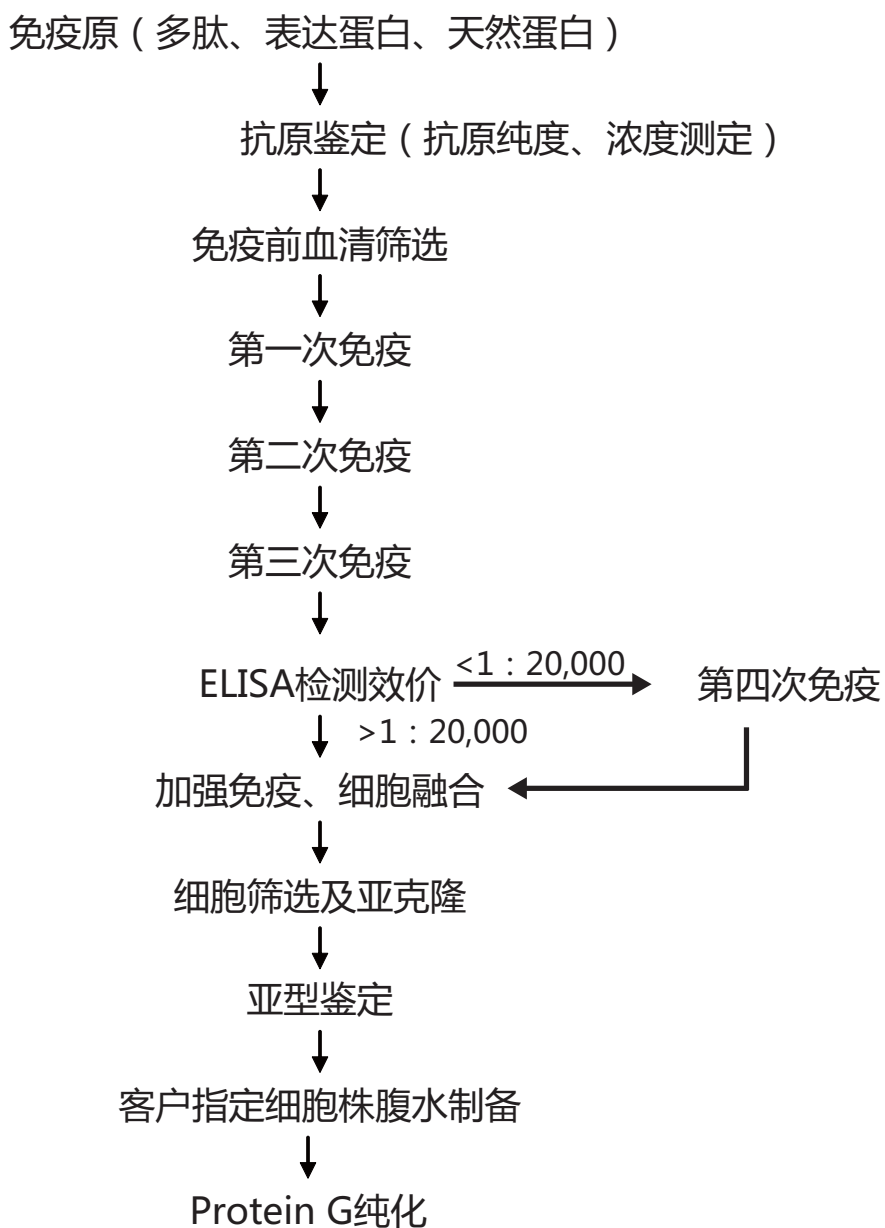 免疫原（多肽、表达蛋白、天然蛋白）
抗原鉴定（抗原纯度、浓度测定）
免疫前血清筛选
第一次免疫
第二次免疫
第三次免疫
ELISA检测效价
<1：20,000
第四次免疫
>1：20,000
加强免疫、细胞融合
细胞筛选及亚克隆
亚型鉴定
客户指定细胞株腹水制备
Protein G纯化